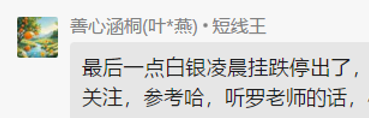 善心涵桐(叶*燕) • 短线王
最后一点白银凌晨挂跌停出了，
关注，参考哈，听罗老师的话，